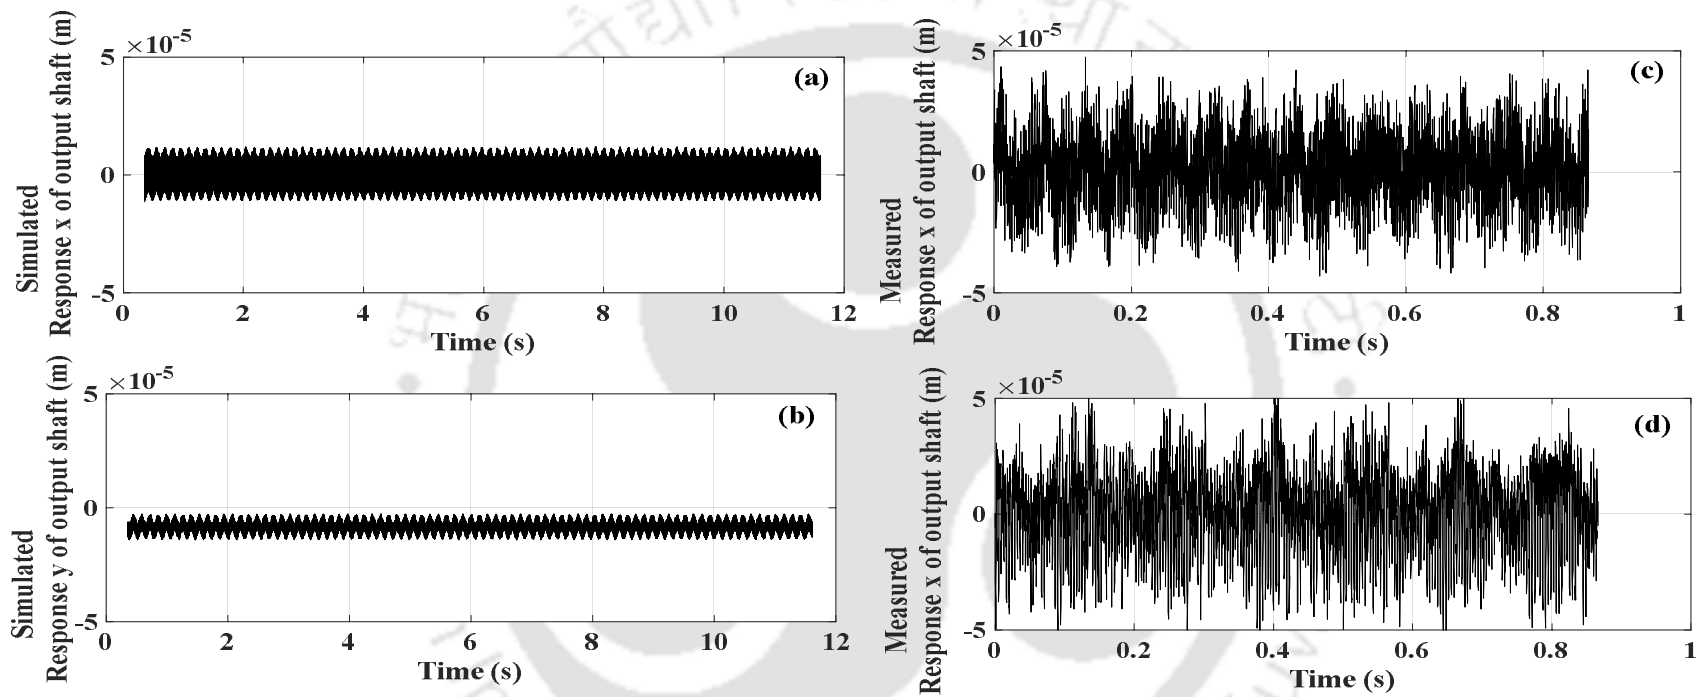 ×10-5
5
0
-5
(a)
Simulated
Response x of output shaft (m)
0 2 4 6 8 10 12
Time (s)
×10-5
5
0
-5
(c)
Measured
Response x of output shaft (m)
0 0.2 0.4 0.6 0.8 1
Time (s)
×10-5
5
0
-5
(b)
Simulated
Response y of output shaft (m)
2 4 6 8 10 12
Time (s)
×10-5
5
0
-5
(d)
Measured
Response x of output shaft (m)
0 0.2 0.4 0.6 0.8 1
Time (s)